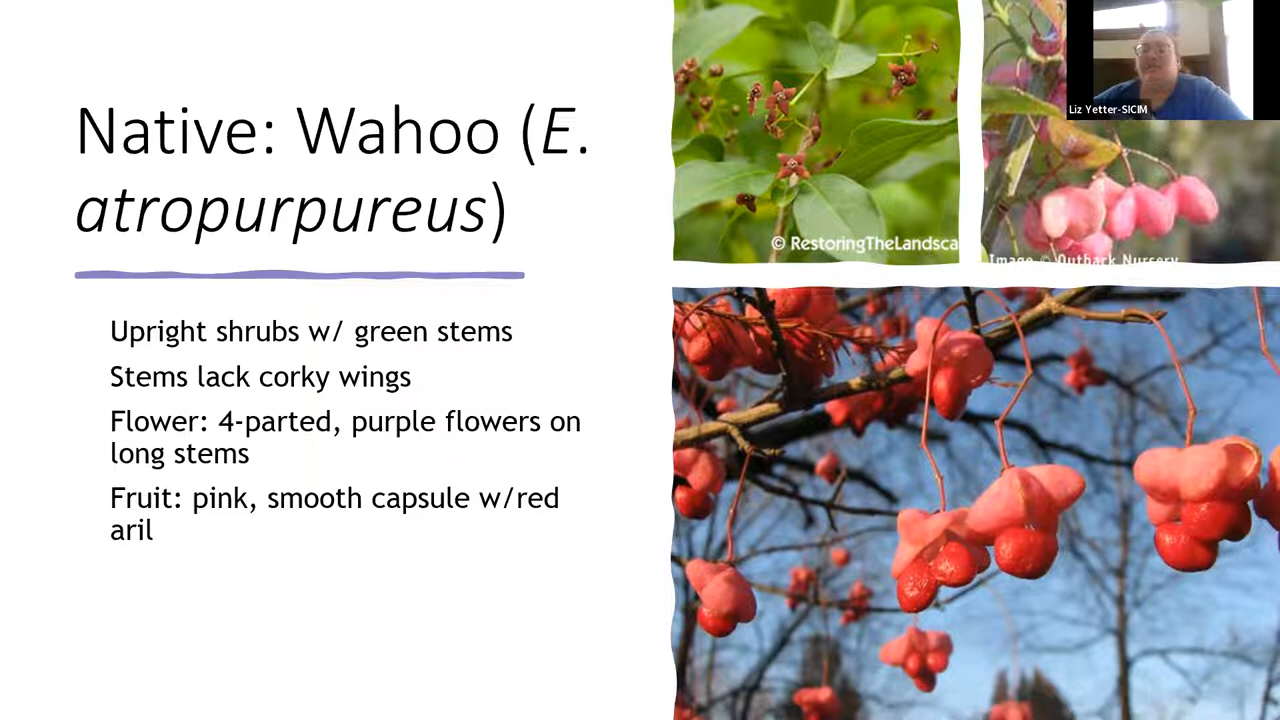 Native: Wahoo (E.
atropurpureus)
Upright shrubs w/ green stems
Stems lack corky wings
Flower: 4-parted, purple flowers on
long stems
Fruit: pink, smooth capsule w/red
aril
© RestoringTheLandsca
Image © Outback Nursery
Liz Yetter-SICIM